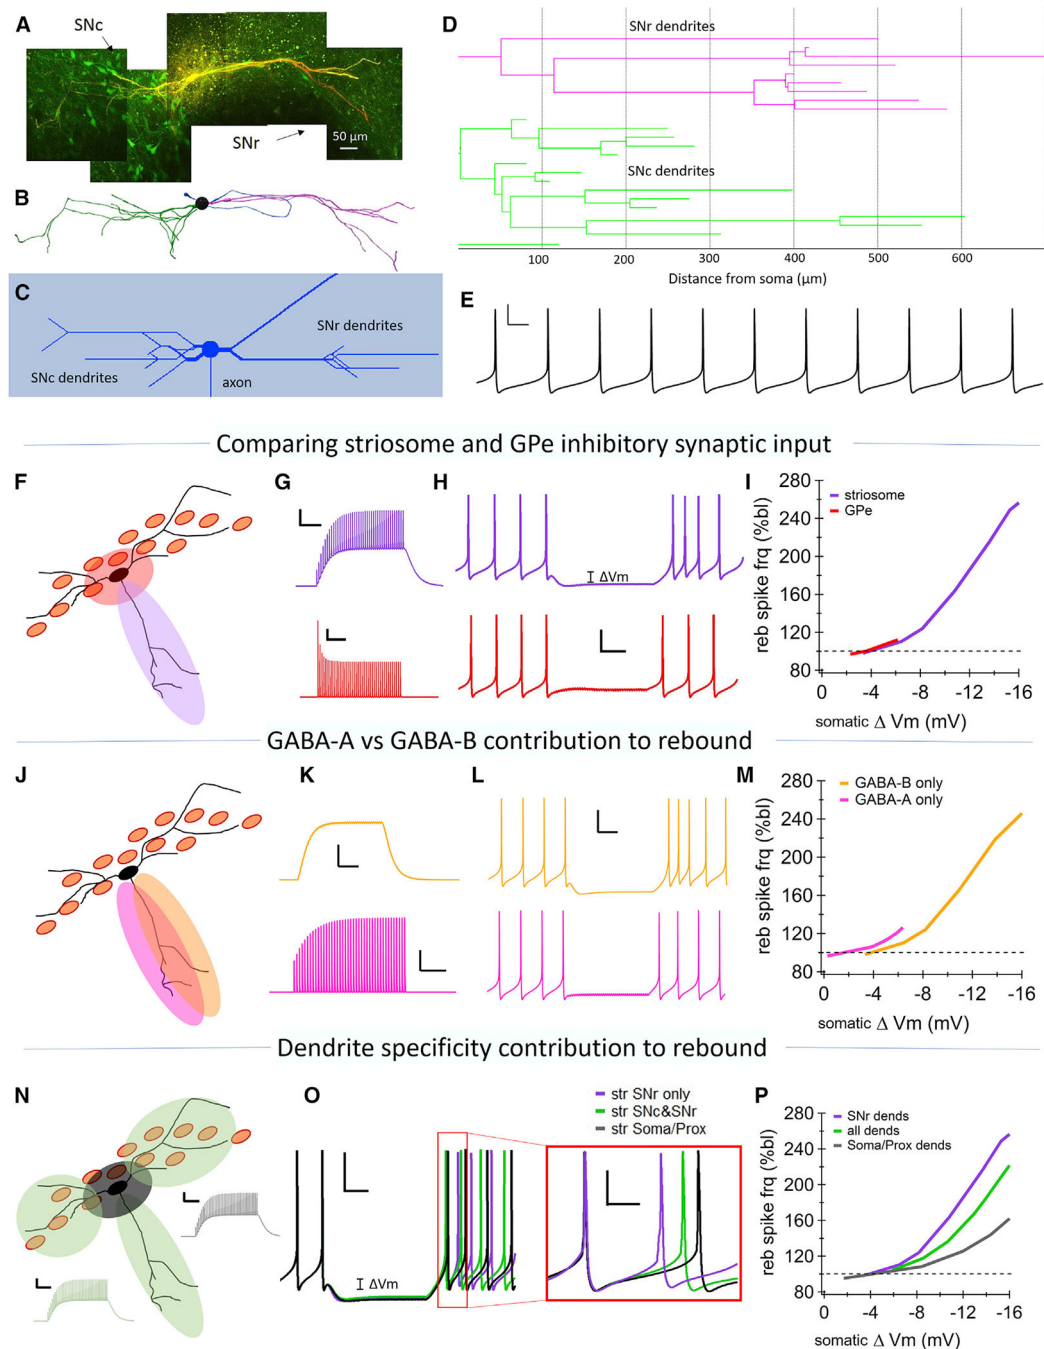 A
SNc
SNr
50 µm
B
C
SNr dendrites
SNc dendrites
axon
D
SNr dendrites
SNc dendrites
100 200 300 400 500 600
Distance from soma (µm)
E
Comparing striosome and GPe inhibitory synaptic input
F
G
H
ΔVm
I
280
240
200
160
120
80
reb spike frq (%bl)
striosome
GPe
0 -4 -8 -12 -16
somatic Δ Vm (mV)
GABA-A vs GABA-B contribution to rebound
J
K
L
M
280
240
200
160
120
80
reb spike frq (%bl)
GABA-B only
GABA-A only
0 -4 -8 -12 -16
somatic Δ Vm (mV)
Dendrite specificity contribution to rebound
N
O
str SNr only
str SNc&SNr
str Soma/Prox
ΔVm
P
280
240
200
160
120
80
reb spike frq (%bl)
SNr dends
all dends
Soma/Prox dends
0 -4 -8 -12 -16
somatic Δ Vm (mV)